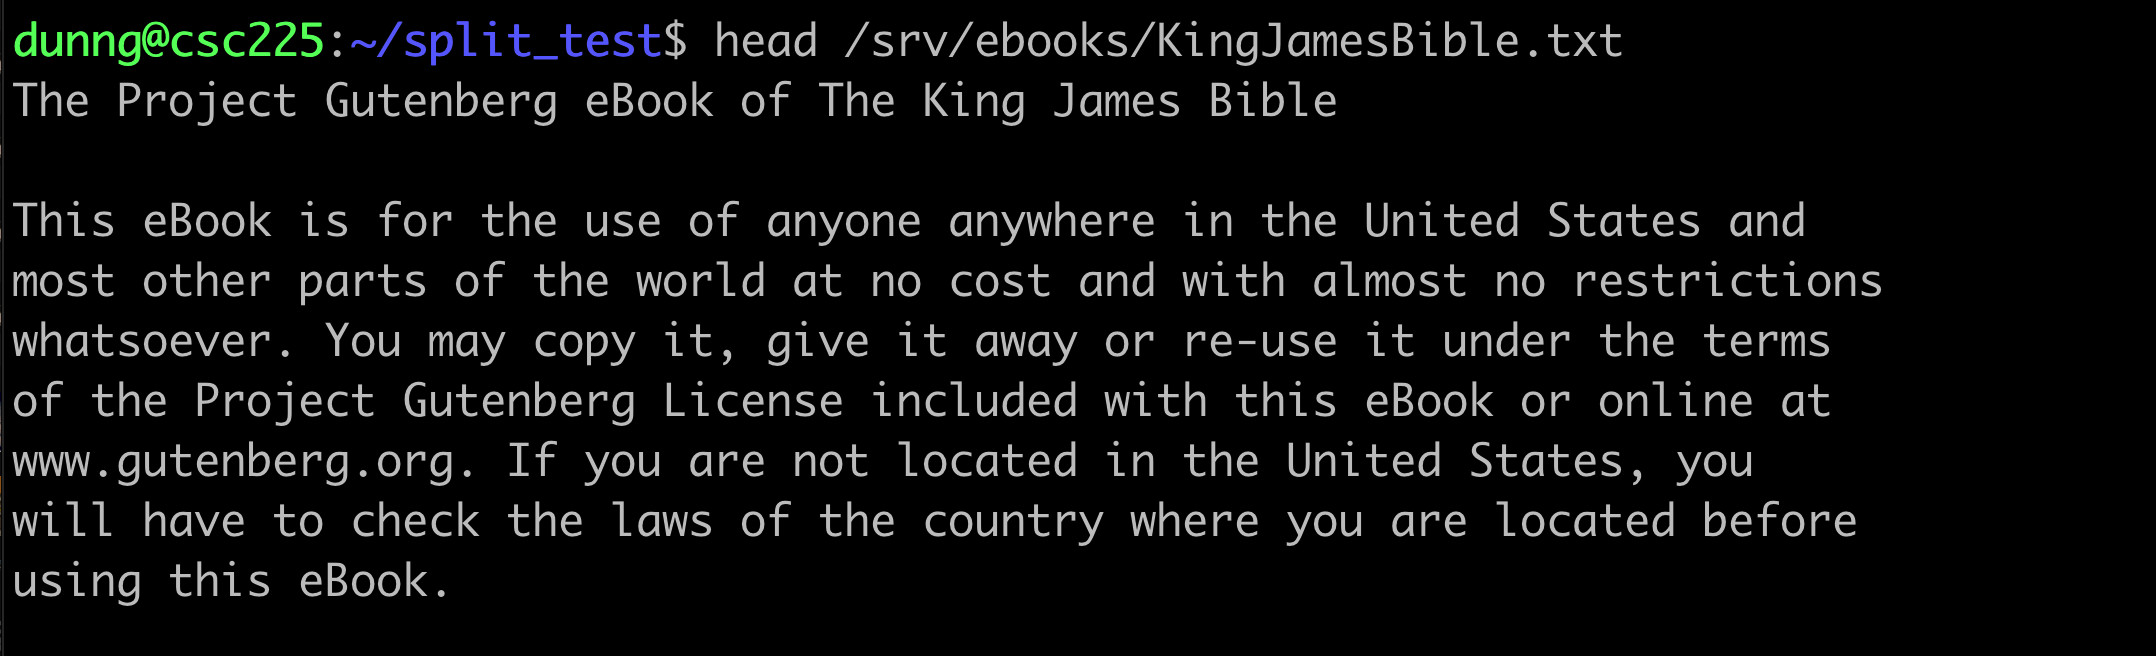 dunng@csc225:~/split_test$ head /srv/ebooks/KingJamesBible.txt
The Project Gutenberg eBook of The King James Bible

This eBook is for the use of anyone anywhere in the United States and
most other parts of the world at no cost and with almost no restrictions
whatsoever. You may copy it, give it away or re-use it under the terms
of the Project Gutenberg License included with this eBook or online at
www.gutenberg.org. If you are not located in the United States, you
will have to check the laws of the country where you are located before
using this eBook.